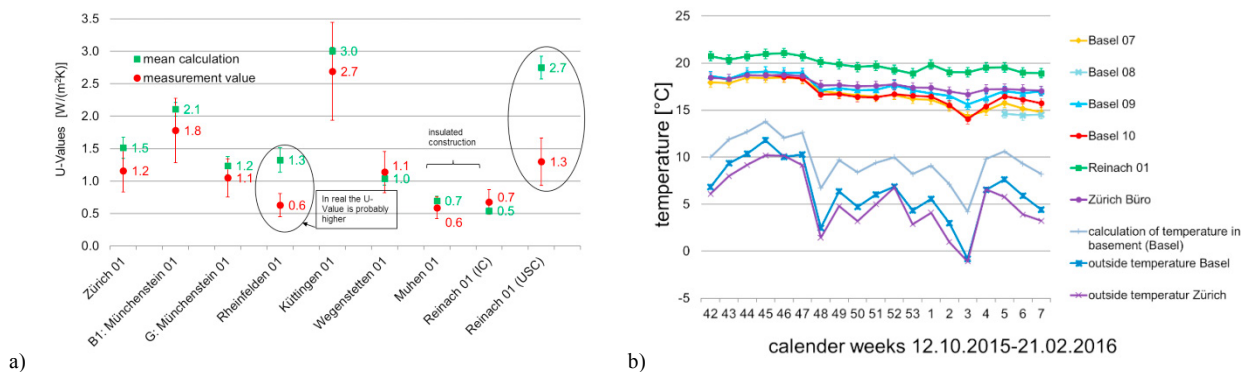 3.5
3.0
2.5
2.0
1.5
1.0
0.5
0.0
U-Values [W/(m²K)]
mean calculation
measurement value
1.5
1.2
2.1
1.8
1.2
1.1
1.3
0.6
3.0
2.7
1.1
1.0
0.7
0.6
0.7
0.5
2.7
1.3
insulated
construction
In real the U-
Value is probably
higher
Zürich 01
B1: Münchenstein 01
G: Münchenstein 01
Rheinfelden 01
Küttingen 01
Wegenstetten 01
Muhen 01
Reinach 01 (IC)
Reinach 01 (USC)
a)
25
20
15
10
5
0
-5
temperature [°C]
42 43 44 45 46 47 48 49 50 51 52 53 1 2 3 4 5 6 7
calender weeks 12.10.2015-21.02.2016
Basel 07
Basel 08
Basel 09
Basel 10
Reinach 01
Zürich Büro
calculation of temperature in
basement (Basel)
outside temperature Basel
outside temperatur Zürich
b)